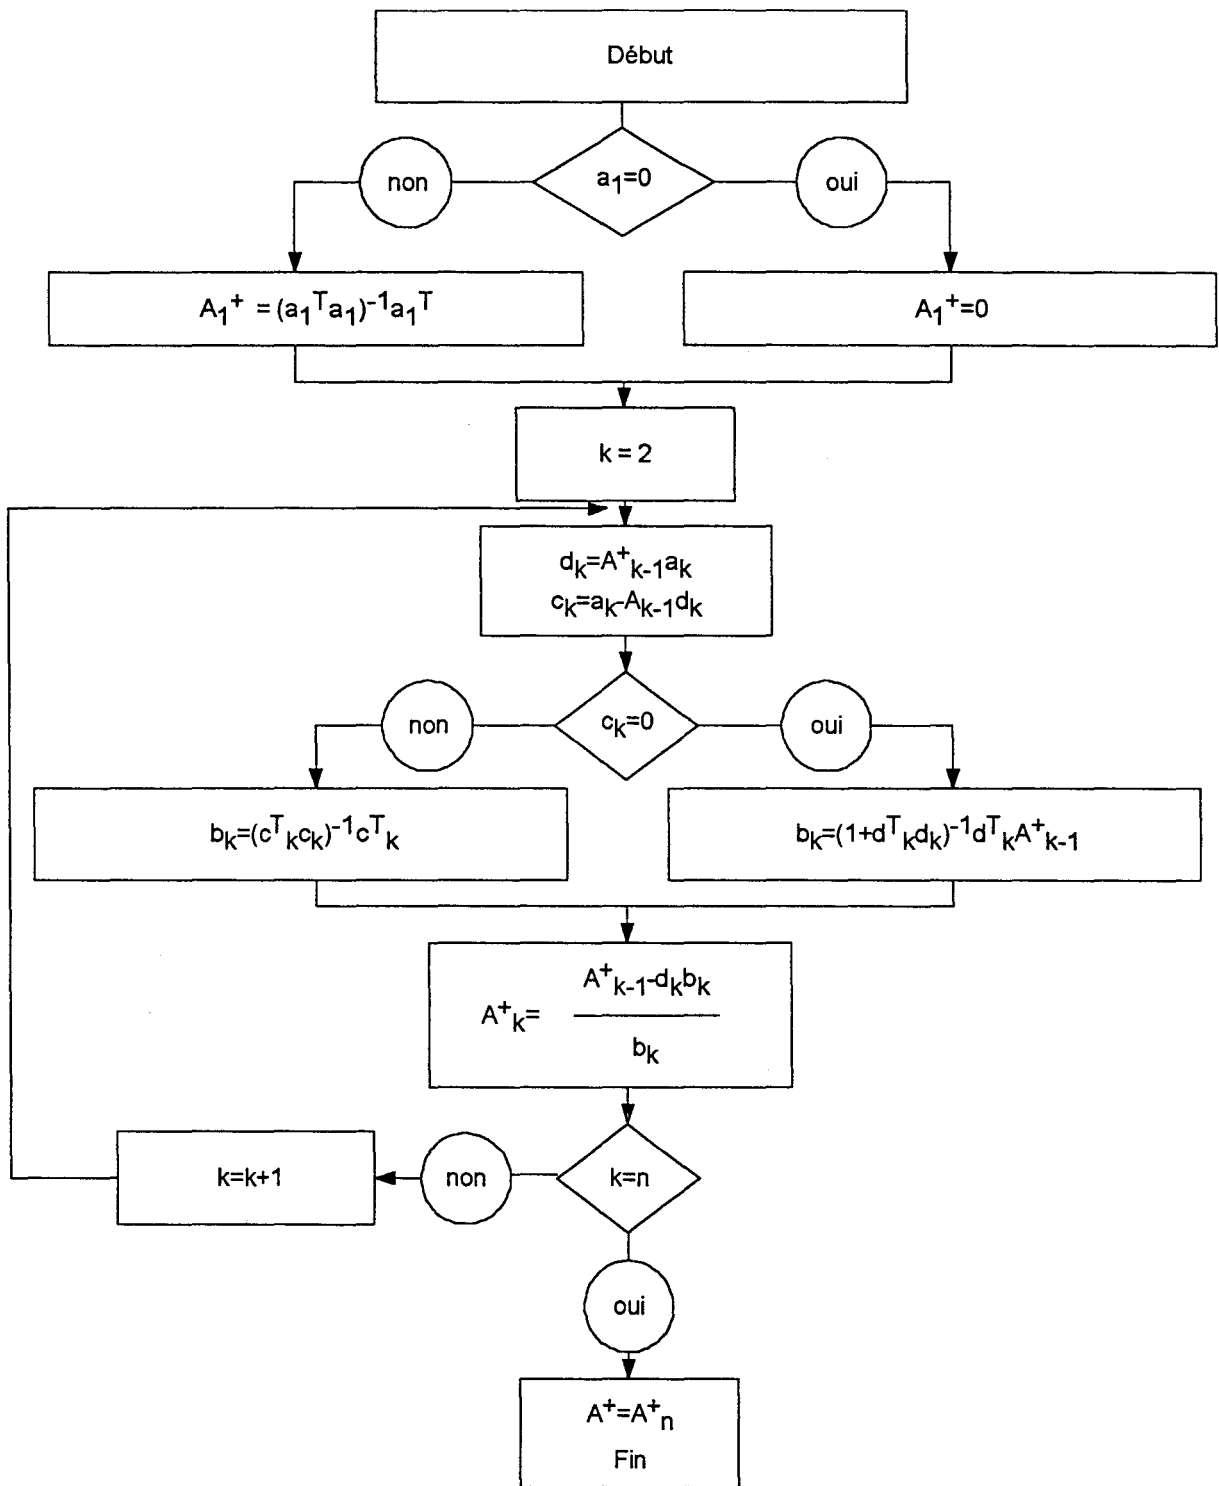 Début
non
a₁=0
oui
A₁⁺ = (a₁ᵀa₁)⁻¹a₁ᵀ
A₁⁺=0
k = 2
dₖ=A⁺ₖ₋₁aₖ
cₖ=aₖ-Aₖ₋₁dₖ
non
cₖ=0
oui
bₖ=(cᵀₖcₖ)⁻¹cᵀₖ
bₖ=(1+dᵀₖdₖ)⁻¹dᵀₖA⁺ₖ₋₁
A⁺ₖ₋₁-dₖbₖ
A⁺ₖ=
bₖ
k=k+1
non
k=n
oui
A⁺=A⁺ₙ
Fin